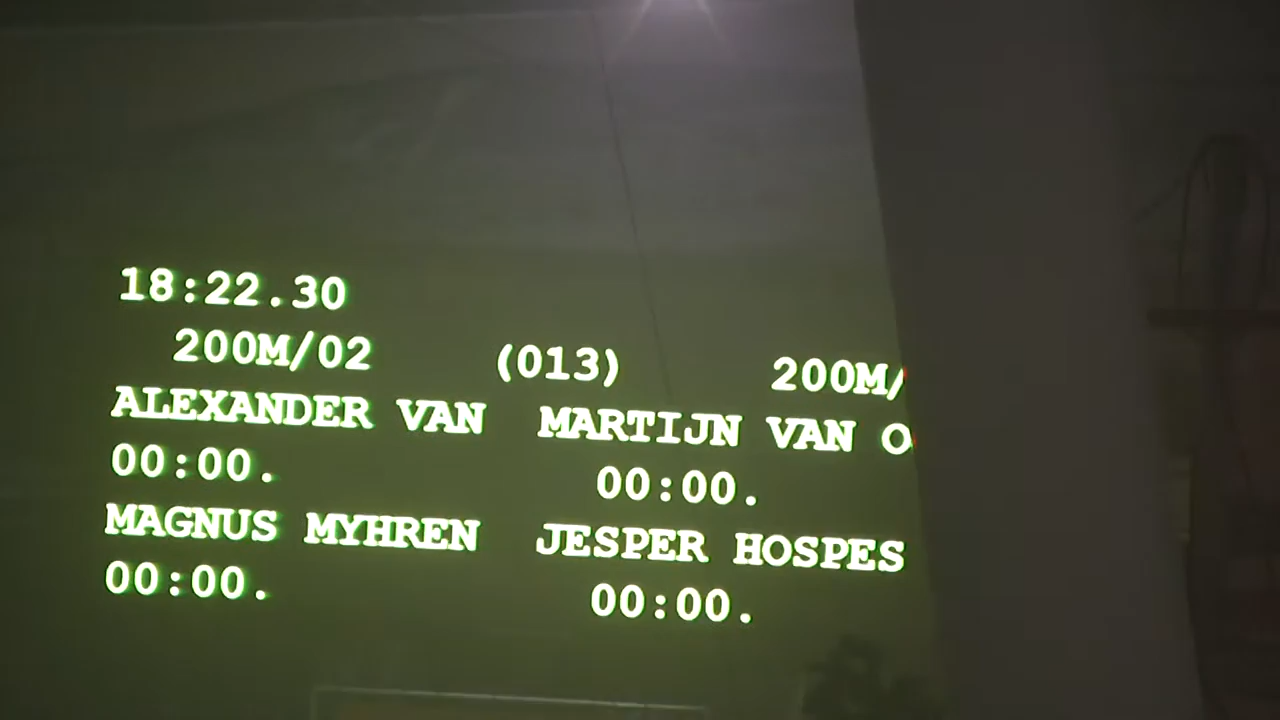 18:22.30
200M/02 (013) 200M/
ALEXANDER VAN MARTIJN VAN O
00:00. 00:00.
MAGNUS MYHREN JESPER HOSPES
00:00. 00:00.